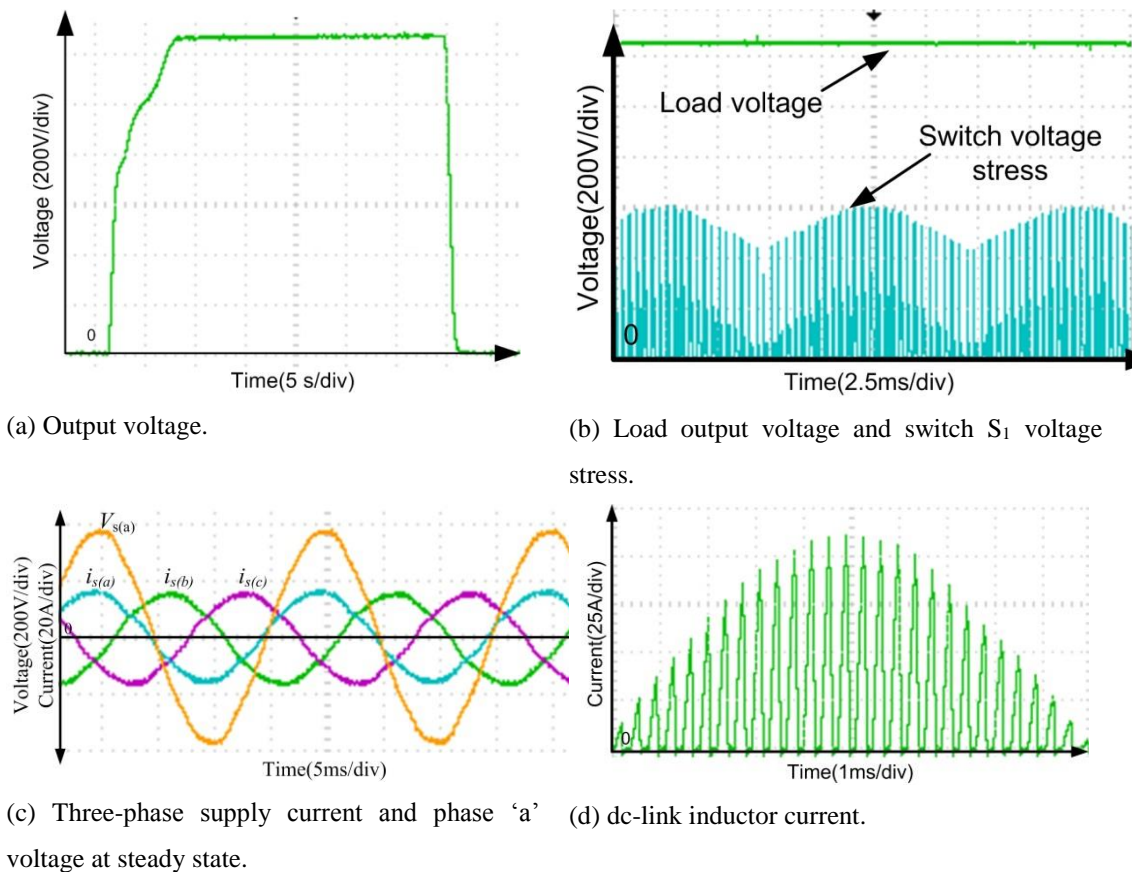 Voltage (200V/div)
0
Time(5 s/div)
(a) Output voltage.
Voltage(200V/div)
Load voltage
Switch voltage
stress
0
Time(2.5ms/div)
(b) Load output voltage and switch S₁ voltage
stress.
Voltage(200V/div)
Current(20A/div)
Vs(a)
is(a)
is(b)
is(c)
0
Time(5ms/div)
(c) Three-phase supply current and phase ‘a’
voltage at steady state.
Current(25A/div)
0
Time(1ms/div)
(d) dc-link inductor current.